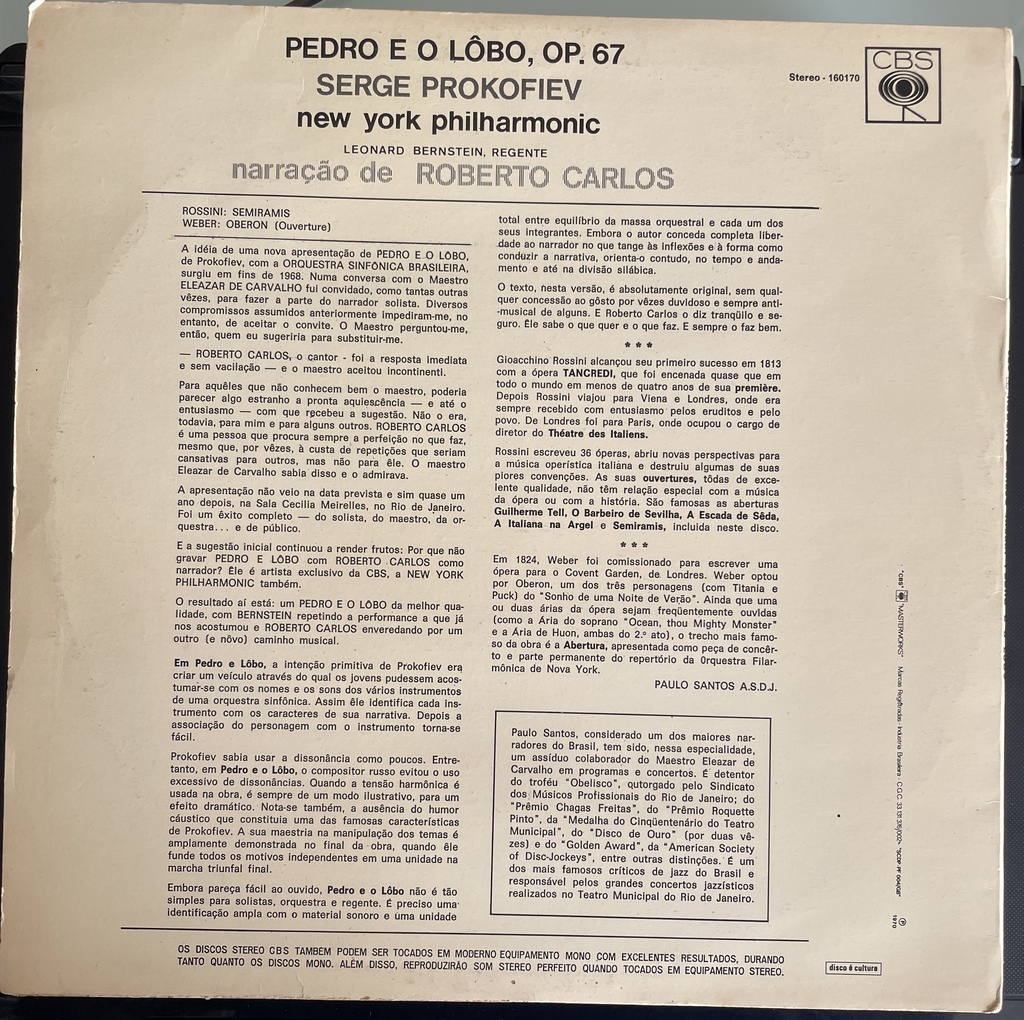 PEDRO E O LÔBO, OP. 67
SERGE PROKOFIEV
new york philharmonic
LEONARD BERNSTEIN, REGENTE
narração de ROBERTO CARLOS
Stereo - 160170
CBS
ROSSINI: SEMIRAMIS
WEBER: OBERON (Ouverture)
A idéia de uma nova apresentação de PEDRO E O LÔBO,
de Prokofiev, com a ORQUESTRA SINFÔNICA BRASILEIRA,
surgiu em fins de 1968. Numa conversa com o Maestro
ELEAZAR DE CARVALHO fui convidado, como tantas outras
vêzes, para fazer a parte do narrador solista. Diversos
compromissos assumidos anteriormente impediram-me, no
entanto, de aceitar o convite. O Maestro perguntou-me,
então, quem eu sugeriria para substituir-me.
— ROBERTO CARLOS, o cantor - foi a resposta imediata
e sem vacilação — e o maestro aceitou incontinenti.
Para aquêles que não conhecem bem o maestro, poderia
parecer algo estranho a pronta aquiescência — e até o
entusiasmo — com que recebeu a sugestão. Não o era,
todavia, para mim e para alguns outros. ROBERTO CARLOS
é uma pessoa que procura sempre a perfeição no que faz,
mesmo que, por vêzes, à custa de repetições que seriam
cansativas para outros, mas não para êle. O maestro
Eleazar de Carvalho sabia disso e o admirava.
A apresentação não veio na data prevista e sim quase um
ano depois, na Sala Cecilia Meirelles, no Rio de Janeiro.
Foi um êxito completo — do solista, do maestro, da or-
questra... e de público.
E a sugestão inicial continuou a render frutos: Por que não
gravar PEDRO E LÔBO com ROBERTO CARLOS como
narrador? Êle é artista exclusivo da CBS, a NEW YORK
PHILHARMONIC também.
O resultado aí está: um PEDRO E O LÔBO da melhor qua-
lidade, com BERNSTEIN repetindo a performance a que já
nos acostumou e ROBERTO CARLOS enveredando por um
outro (e nôvo) caminho musical.
Em Pedro e Lôbo, a intenção primitiva de Prokofiev era
criar um veículo através do qual os jovens pudessem acos-
tumar-se com os nomes e os sons dos vários instrumentos
de uma orquestra sinfônica. Assim êle identifica cada ins-
trumento com os caracteres de sua narrativa. Depois a
associação do personagem com o instrumento torna-se
fácil.
Prokofiev sabia usar a dissonância como poucos. Entre-
tanto, em Pedro e o Lôbo, o compositor russo evitou o uso
excessivo de dissonâncias. Quando a tensão harmônica é
usada na obra, é sempre de um modo ilustrativo, para um
efeito dramático. Nota-se também, a ausência do humor
cáustico que constituia uma das famosas características
de Prokofiev. A sua maestria na manipulação dos temas é
amplamente demonstrada no final da obra, quando êle
funde todos os motivos independentes em uma unidade na
marcha triunfal final.
Embora pareça fácil ao ouvido, Pedro e o Lôbo não é tão
simples para solistas, orquestra e regente. É preciso uma
identificação ampla com o material sonoro e uma unidade
total entre equilíbrio da massa orquestral e cada um dos
seus integrantes. Embora o autor conceda completa liber-
dade ao narrador no que tange às inflexões e à forma como
conduzir a narrativa, orienta-o contudo, no tempo e anda-
mento e até na divisão silábica.
O texto, nesta versão, é absolutamente original, sem qual-
quer concessão ao gôsto por vêzes duvidoso e sempre anti-
-musical de alguns. E Roberto Carlos o diz tranqüilo e se-
guro. Êle sabe o que quer e o que faz. E sempre o faz bem.
* * *
Gioacchino Rossini alcançou seu primeiro sucesso em 1813
com a ópera TANCREDI, que foi encenada quase que em
todo o mundo em menos de quatro anos de sua première.
Depois Rossini viajou para Viena e Londres, onde era
sempre recebido com entusiasmo pelos eruditos e pelo
povo. De Londres foi para Paris, onde ocupou o cargo de
diretor do Théatre des Italiens.
Rossini escreveu 36 óperas, abriu novas perspectivas para
a música operística italiana e destruiu algumas de suas
piores convenções. As suas ouvertures, tôdas de exce-
lente qualidade, não têm relação especial com a música
da ópera ou com a história. São famosas as aberturas
Guilherme Tell, O Barbeiro de Sevilha, A Escada de Sêda,
A Italiana na Argel e Semiramis, incluida neste disco.
* * *
Em 1824, Weber foi comissionado para escrever uma
ópera para o Covent Garden, de Londres. Weber optou
por Oberon, um dos três personagens (com Titania e
Puck) do "Sonho de uma Noite de Verão". Ainda que uma
ou duas árias da ópera sejam freqüentemente ouvidas
(como a Ária do soprano "Ocean, thou Mighty Monster"
e a Ária de Huon, ambas do 2.º ato), o trecho mais famo-
so da obra é a Abertura, apresentada como peça de concêr-
to e parte permanente do repertório da Orquestra Filar-
mônica de Nova York.
PAULO SANTOS A.S.D.J.
Paulo Santos, considerado um dos maiores nar-
radores do Brasil, tem sido, nessa especialidade,
um assíduo colaborador do Maestro Eleazar de
Carvalho em programas e concertos. É detentor
do troféu "Obelisco", qutorgado pelo Sindicato
dos Músicos Profissionais do Rio de Janeiro; do
"Prêmio Chagas Freitas", do "Prêmio Roquette
Pinto", da "Medalha do Cinqüentenário do Teatro
Municipal", do "Disco de Ouro" (por duas vê-
zes) e do "Golden Award", da "American Society
of Disc-Jockeys", entre outras distinções. É um
dos mais famosos críticos de jazz do Brasil e
responsável pelos grandes concertos jazzísticos
realizados no Teatro Municipal do Rio de Janeiro.
"CBS" "MASTERWORKS" Marcas Registradas - Industria Brasileira - C.G.C.
℗ 1970
OS DISCOS STEREO CBS TAMBÉM PODEM SER TOCADOS EM MODERNO EQUIPAMENTO MONO COM EXCELENTES RESULTADOS, DURANDO
TANTO QUANTO OS DISCOS MONO. ALÉM DISSO, REPRODUZIRÃO SOM STEREO PERFEITO QUANDO TOCADOS EM EQUIPAMENTO STEREO.
disco é cultura